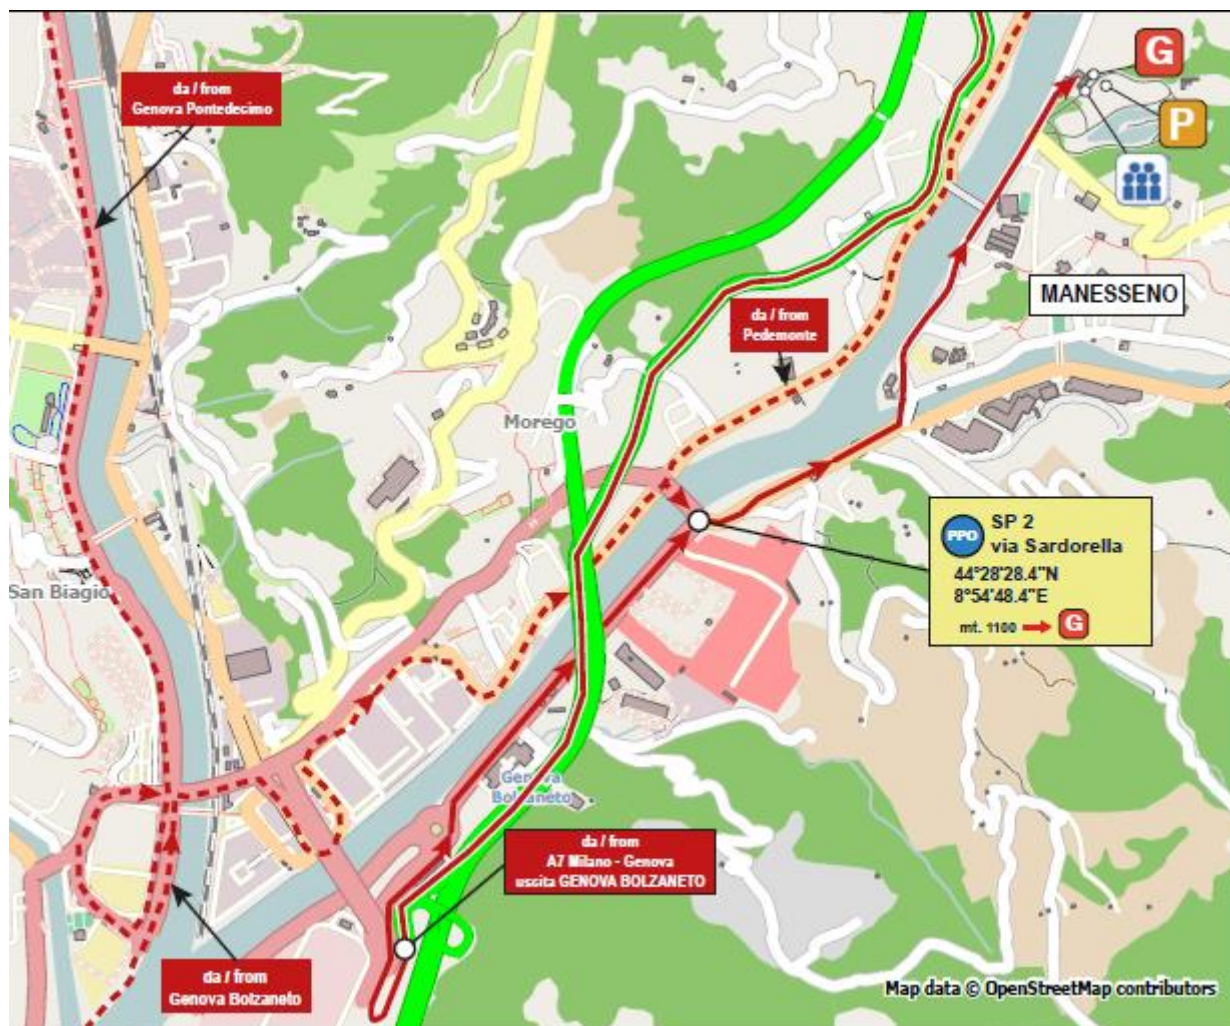 G
da / from
Genova Pontedecimo
P
MANESSENO
da / from
Pedemonte
Morego
SP 2
PPO
via Sardorella
44°28'28.4"N
8°54'48.4"E
mt. 1100
G
San Biagio
Genova
Bolzaneto
da / from
A7 Milano - Genova
uscita GENOVA BOLZANETO
da / from
Genova Bolzaneto
Map data © OpenStreetMap contributors